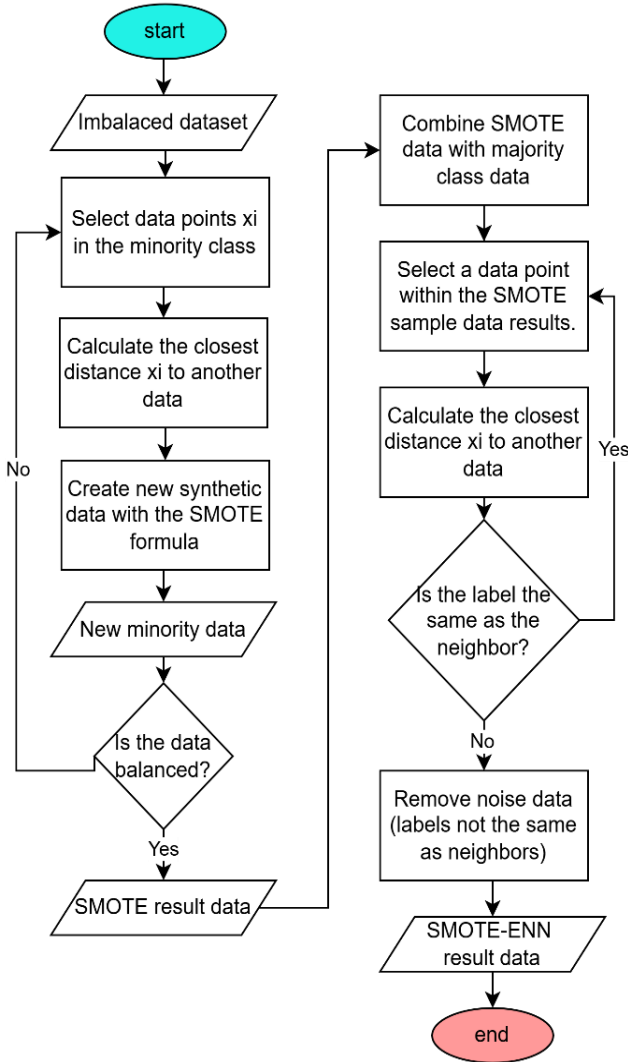 start
Imbalaced dataset
Select data points xi
in the minority class
Calculate the closest
distance xi to another
data
No
Create new synthetic
data with the SMOTE
formula
New minority data
Is the data
balanced?
Yes
SMOTE result data
Combine SMOTE
data with majority
class data
Select a data point
within the SMOTE
sample data results.
Calculate the closest
distance xi to another
data
Yes
Is the label the
same as the
neighbor?
No
Remove noise data
(labels not the same
as neighbors)
SMOTE-ENN
result data
end